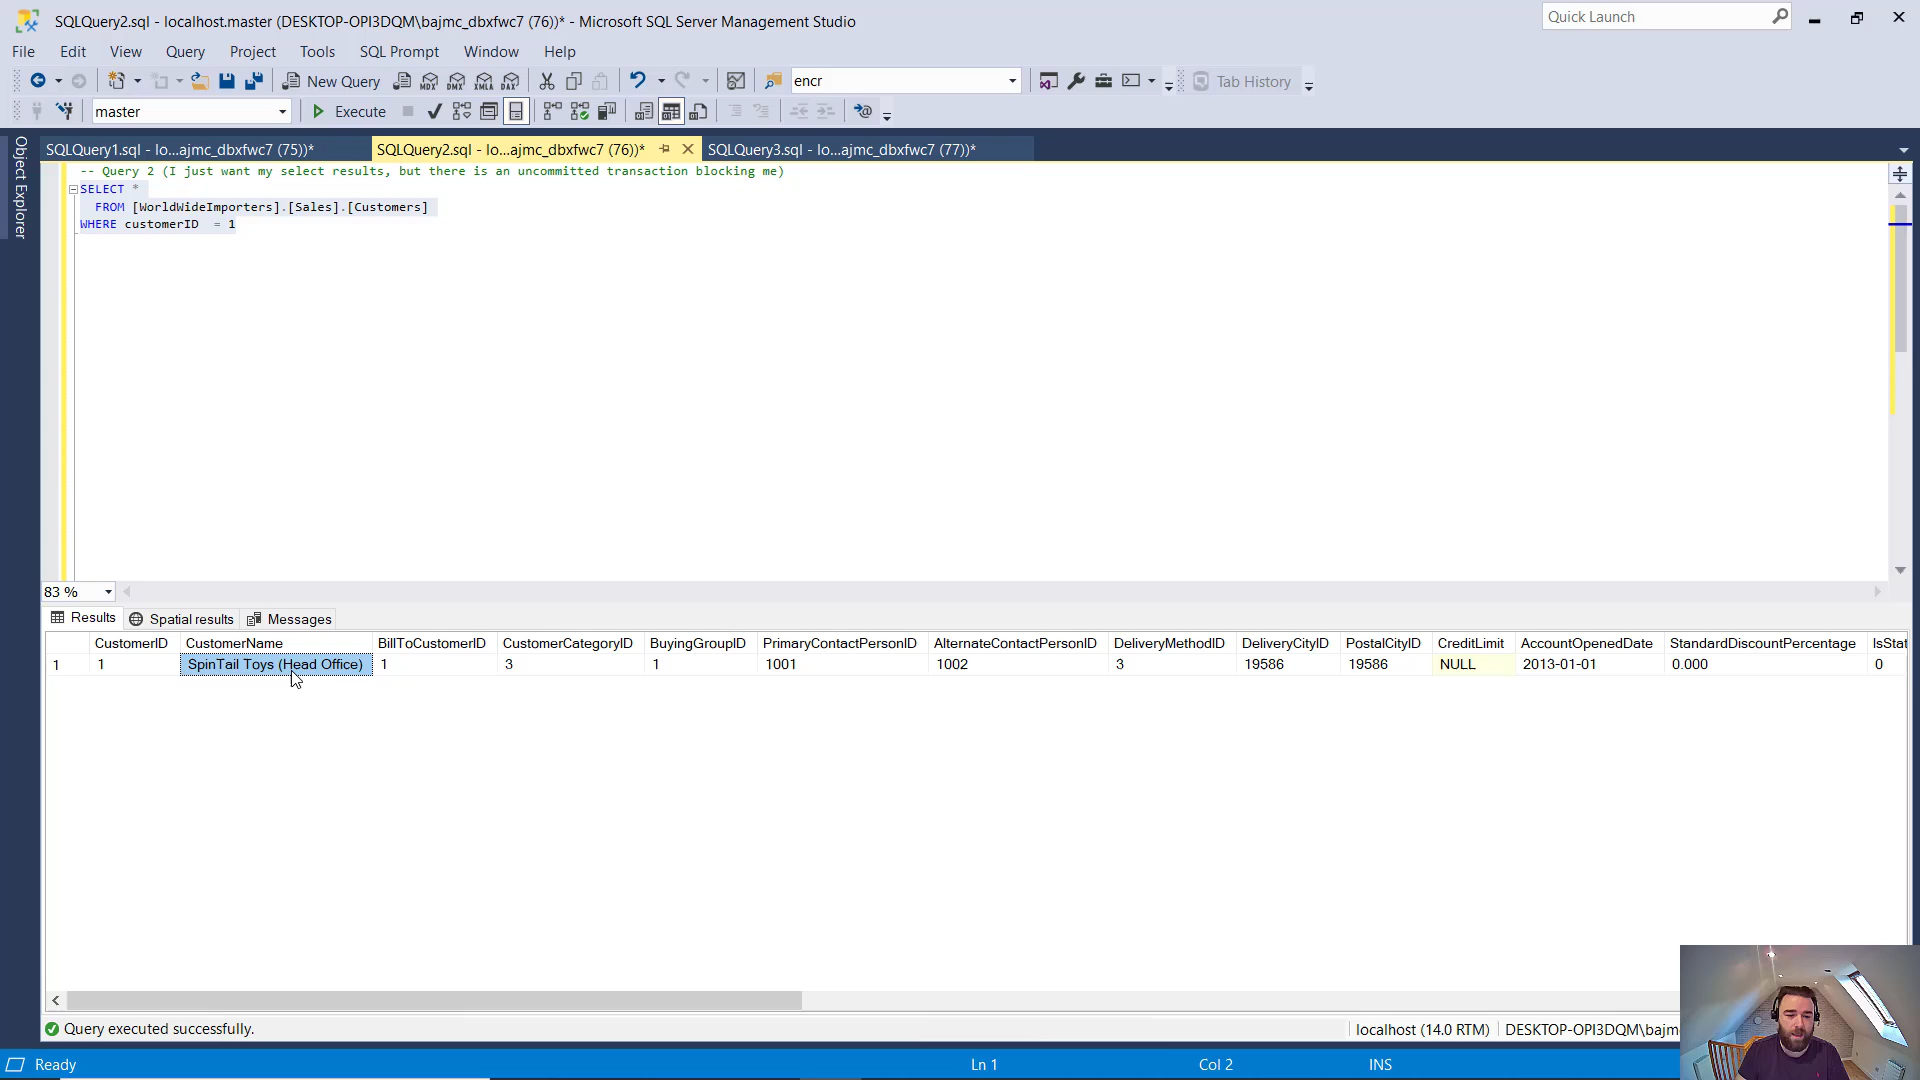 SQLQuery2.sql - localhost.master (DESKTOP-OPI3DQM\bajmc_dbxfwc7 (76))* - Microsoft SQL Server Management Studio
Quick Launch
File Edit View Query Project Tools SQL Prompt Window Help
New Query MDX DMX XMLA DAX encr Tab History
master Execute
SQLQuery1.sql - lo...ajmc_dbxfwc7 (75))* SQLQuery2.sql - lo...ajmc_dbxfwc7 (76))* SQLQuery3.sql - lo...ajmc_dbxfwc7 (77))*
Object Explorer
-- Query 2 (I just want my select results, but there is an uncommitted transaction blocking me)
SELECT *
FROM [WorldWideImporters].[Sales].[Customers]
WHERE customerID = 1
83 %
Results Spatial results Messages
CustomerID CustomerName BillToCustomerID CustomerCategoryID BuyingGroupID PrimaryContactPersonID AlternateContactPersonID DeliveryMethodID DeliveryCityID PostalCityID CreditLimit AccountOpenedDate StandardDiscountPercentage IsStat
1 1 SpinTail Toys (Head Office) 1 3 1 1001 1002 3 19586 19586 NULL 2013-01-01 0.000 0
Query executed successfully. localhost (14.0 RTM) DESKTOP-OPI3DQM\bajm
Ready Ln 1 Col 2 INS